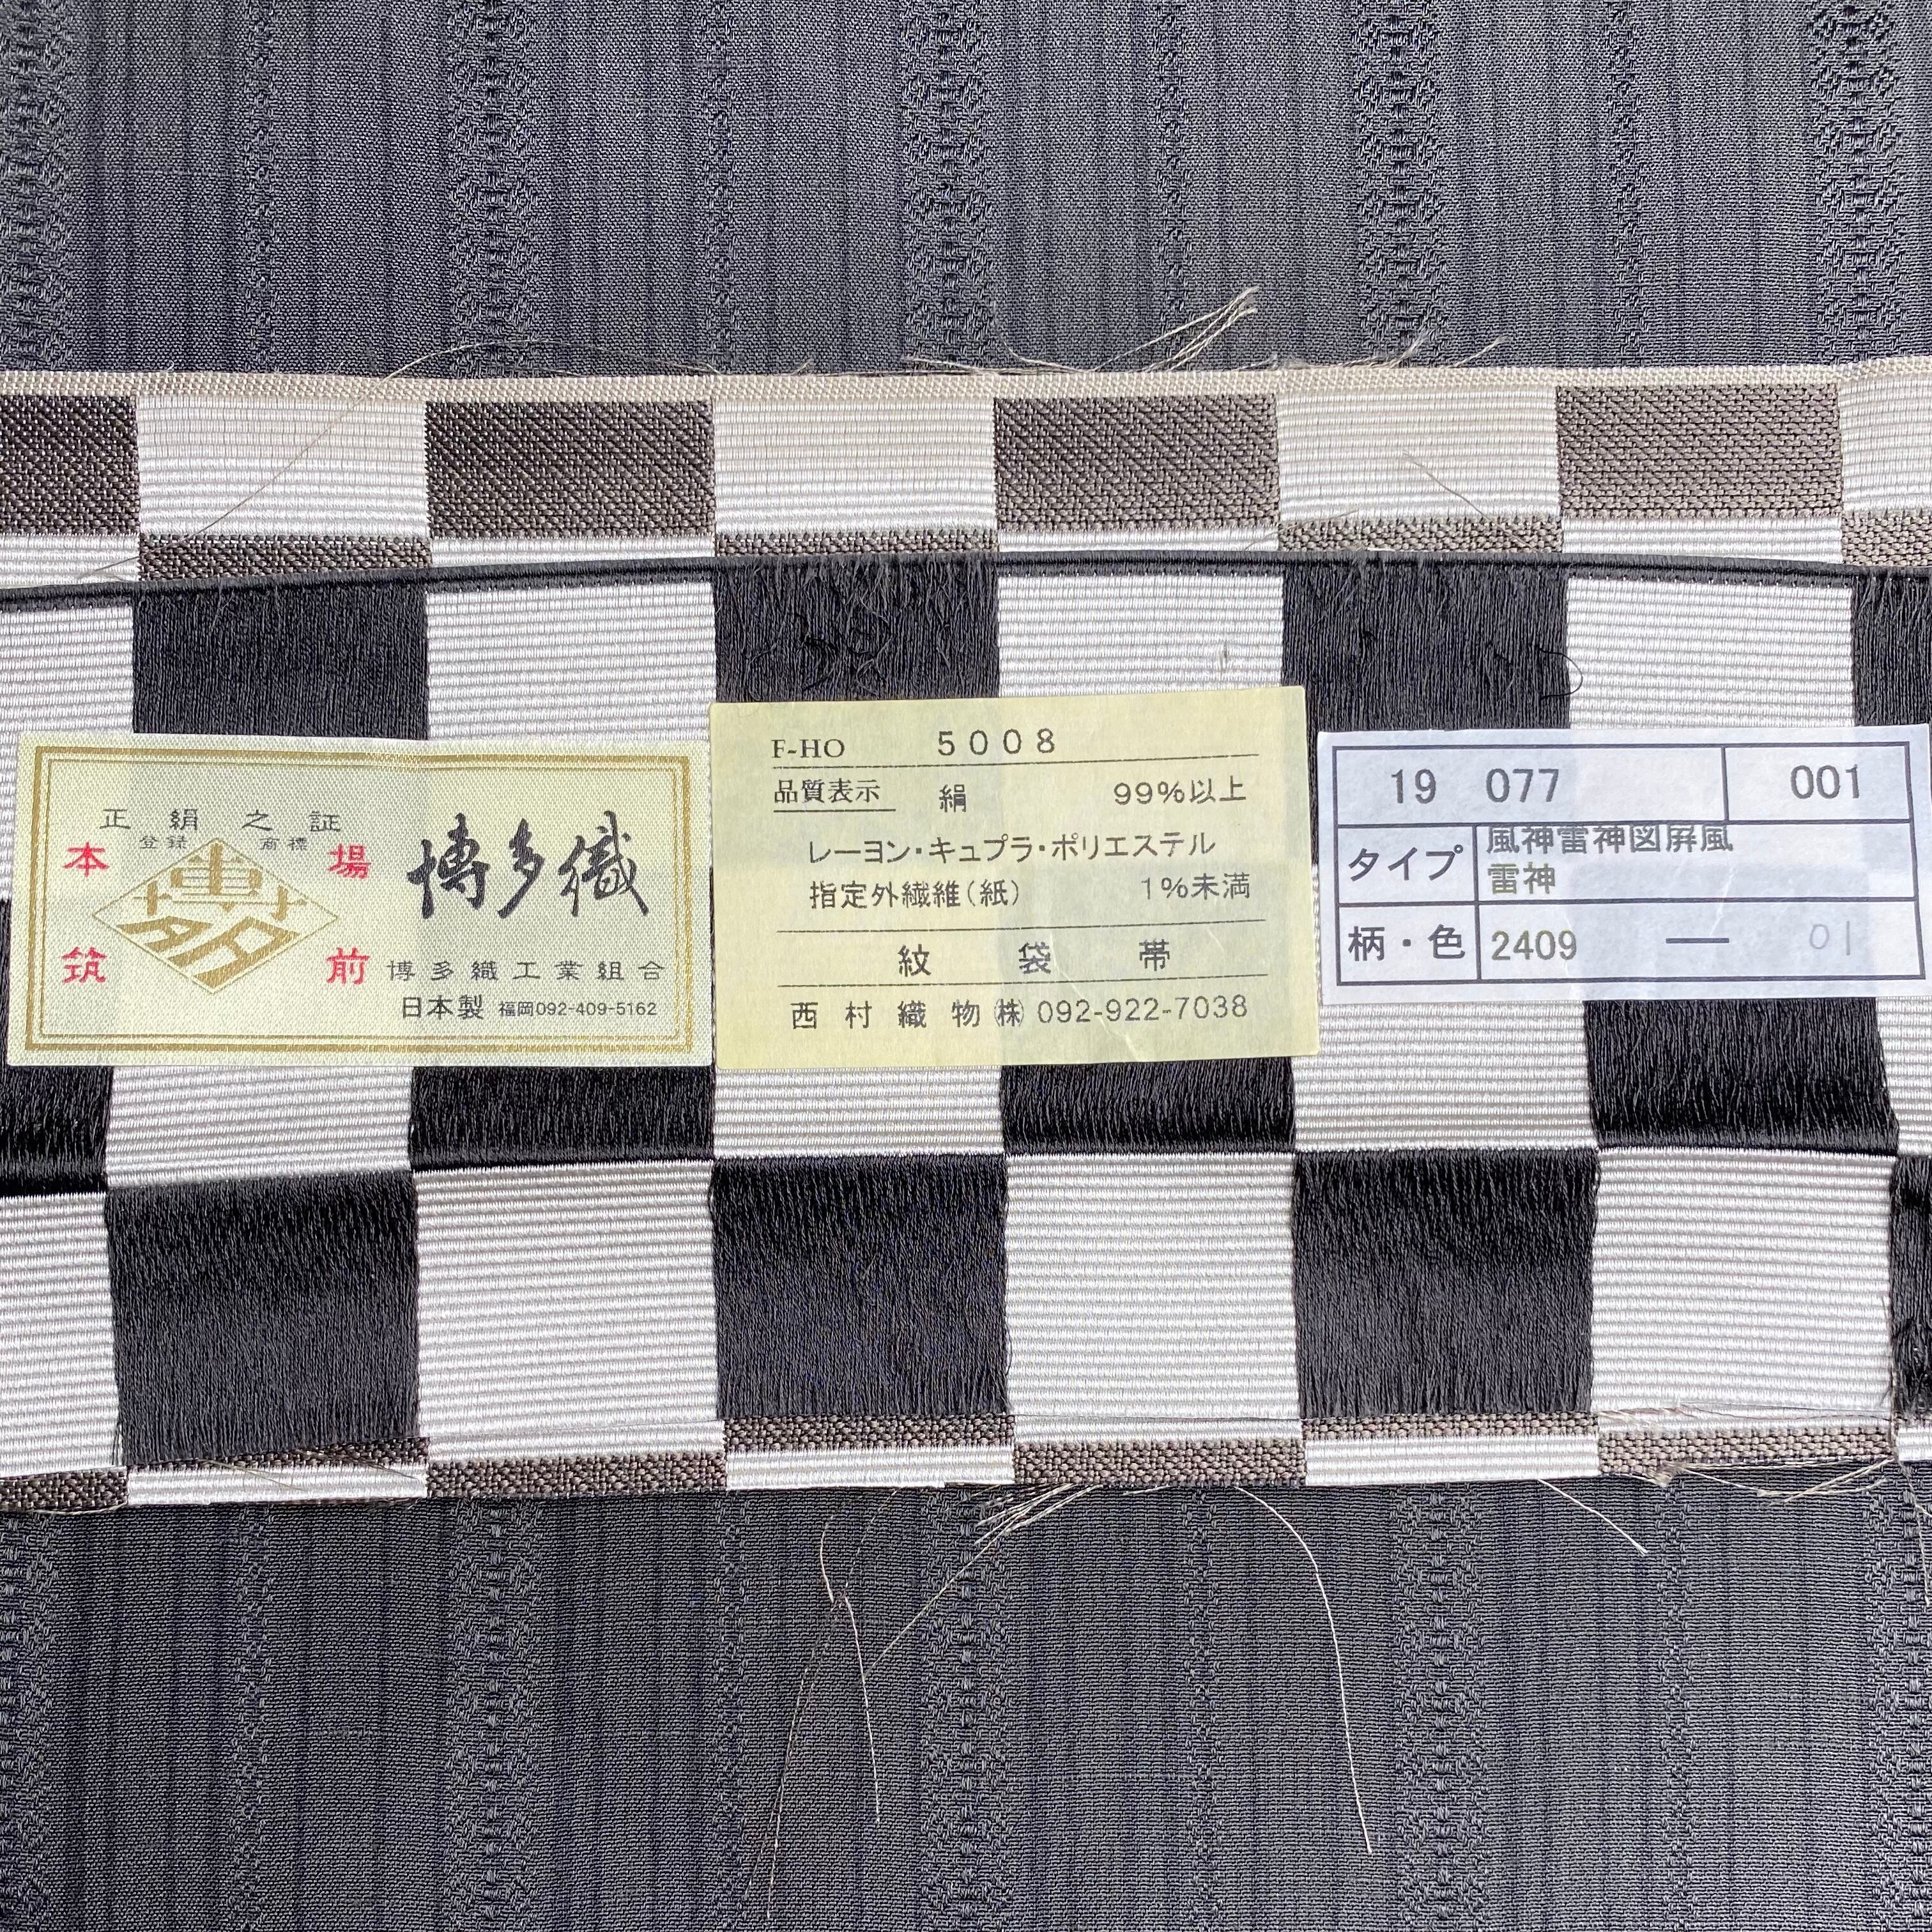 正絹之証
登録 商標
本場
筑前
博多
博多織
博多織工業組合
日本製 福岡092-409-5162
F-HO 5008
品質表示 絹 99%以上
レーヨン・キュプラ・ポリエステル
指定外繊維(紙) 1%未満
紋袋帯
西村織物㈱092-922-7038
19 077 001
タイプ 風神雷神図屏風
雷神
柄・色 2409 — 01